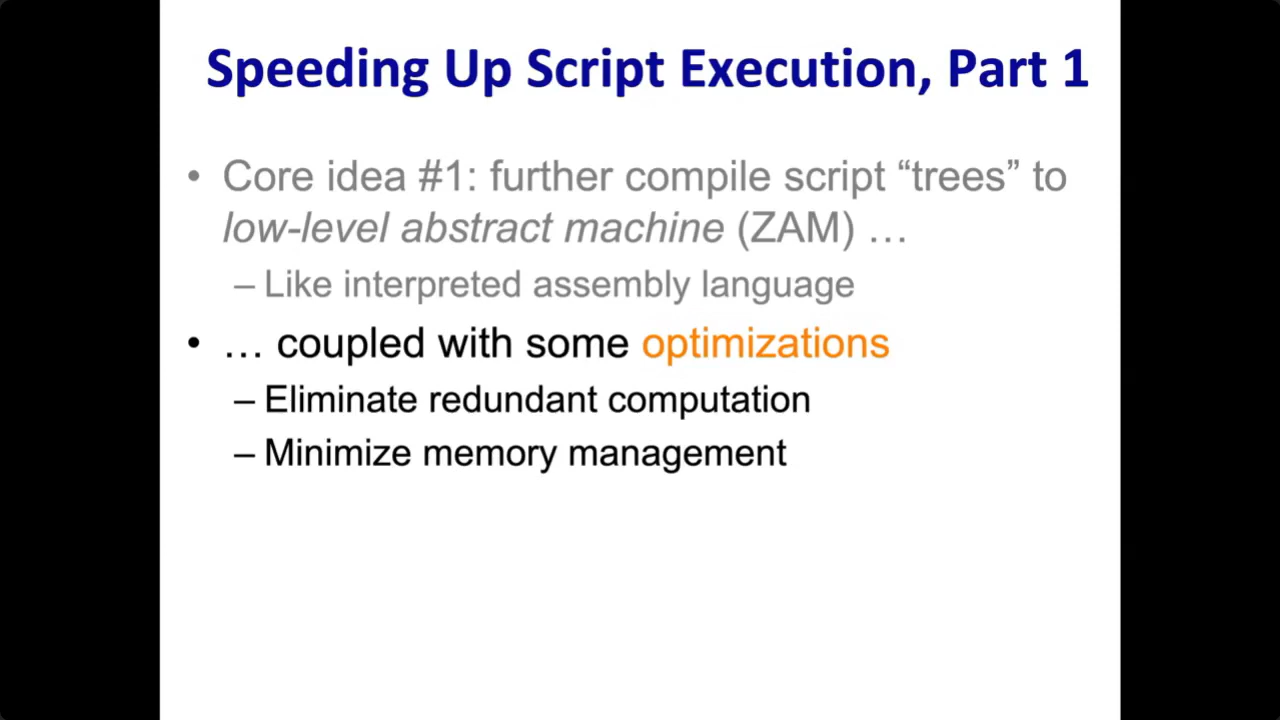 Speeding Up Script Execution, Part 1
• Core idea #1: further compile script “trees” to
low-level abstract machine (ZAM) …
– Like interpreted assembly language
• … coupled with some optimizations
– Eliminate redundant computation
– Minimize memory management